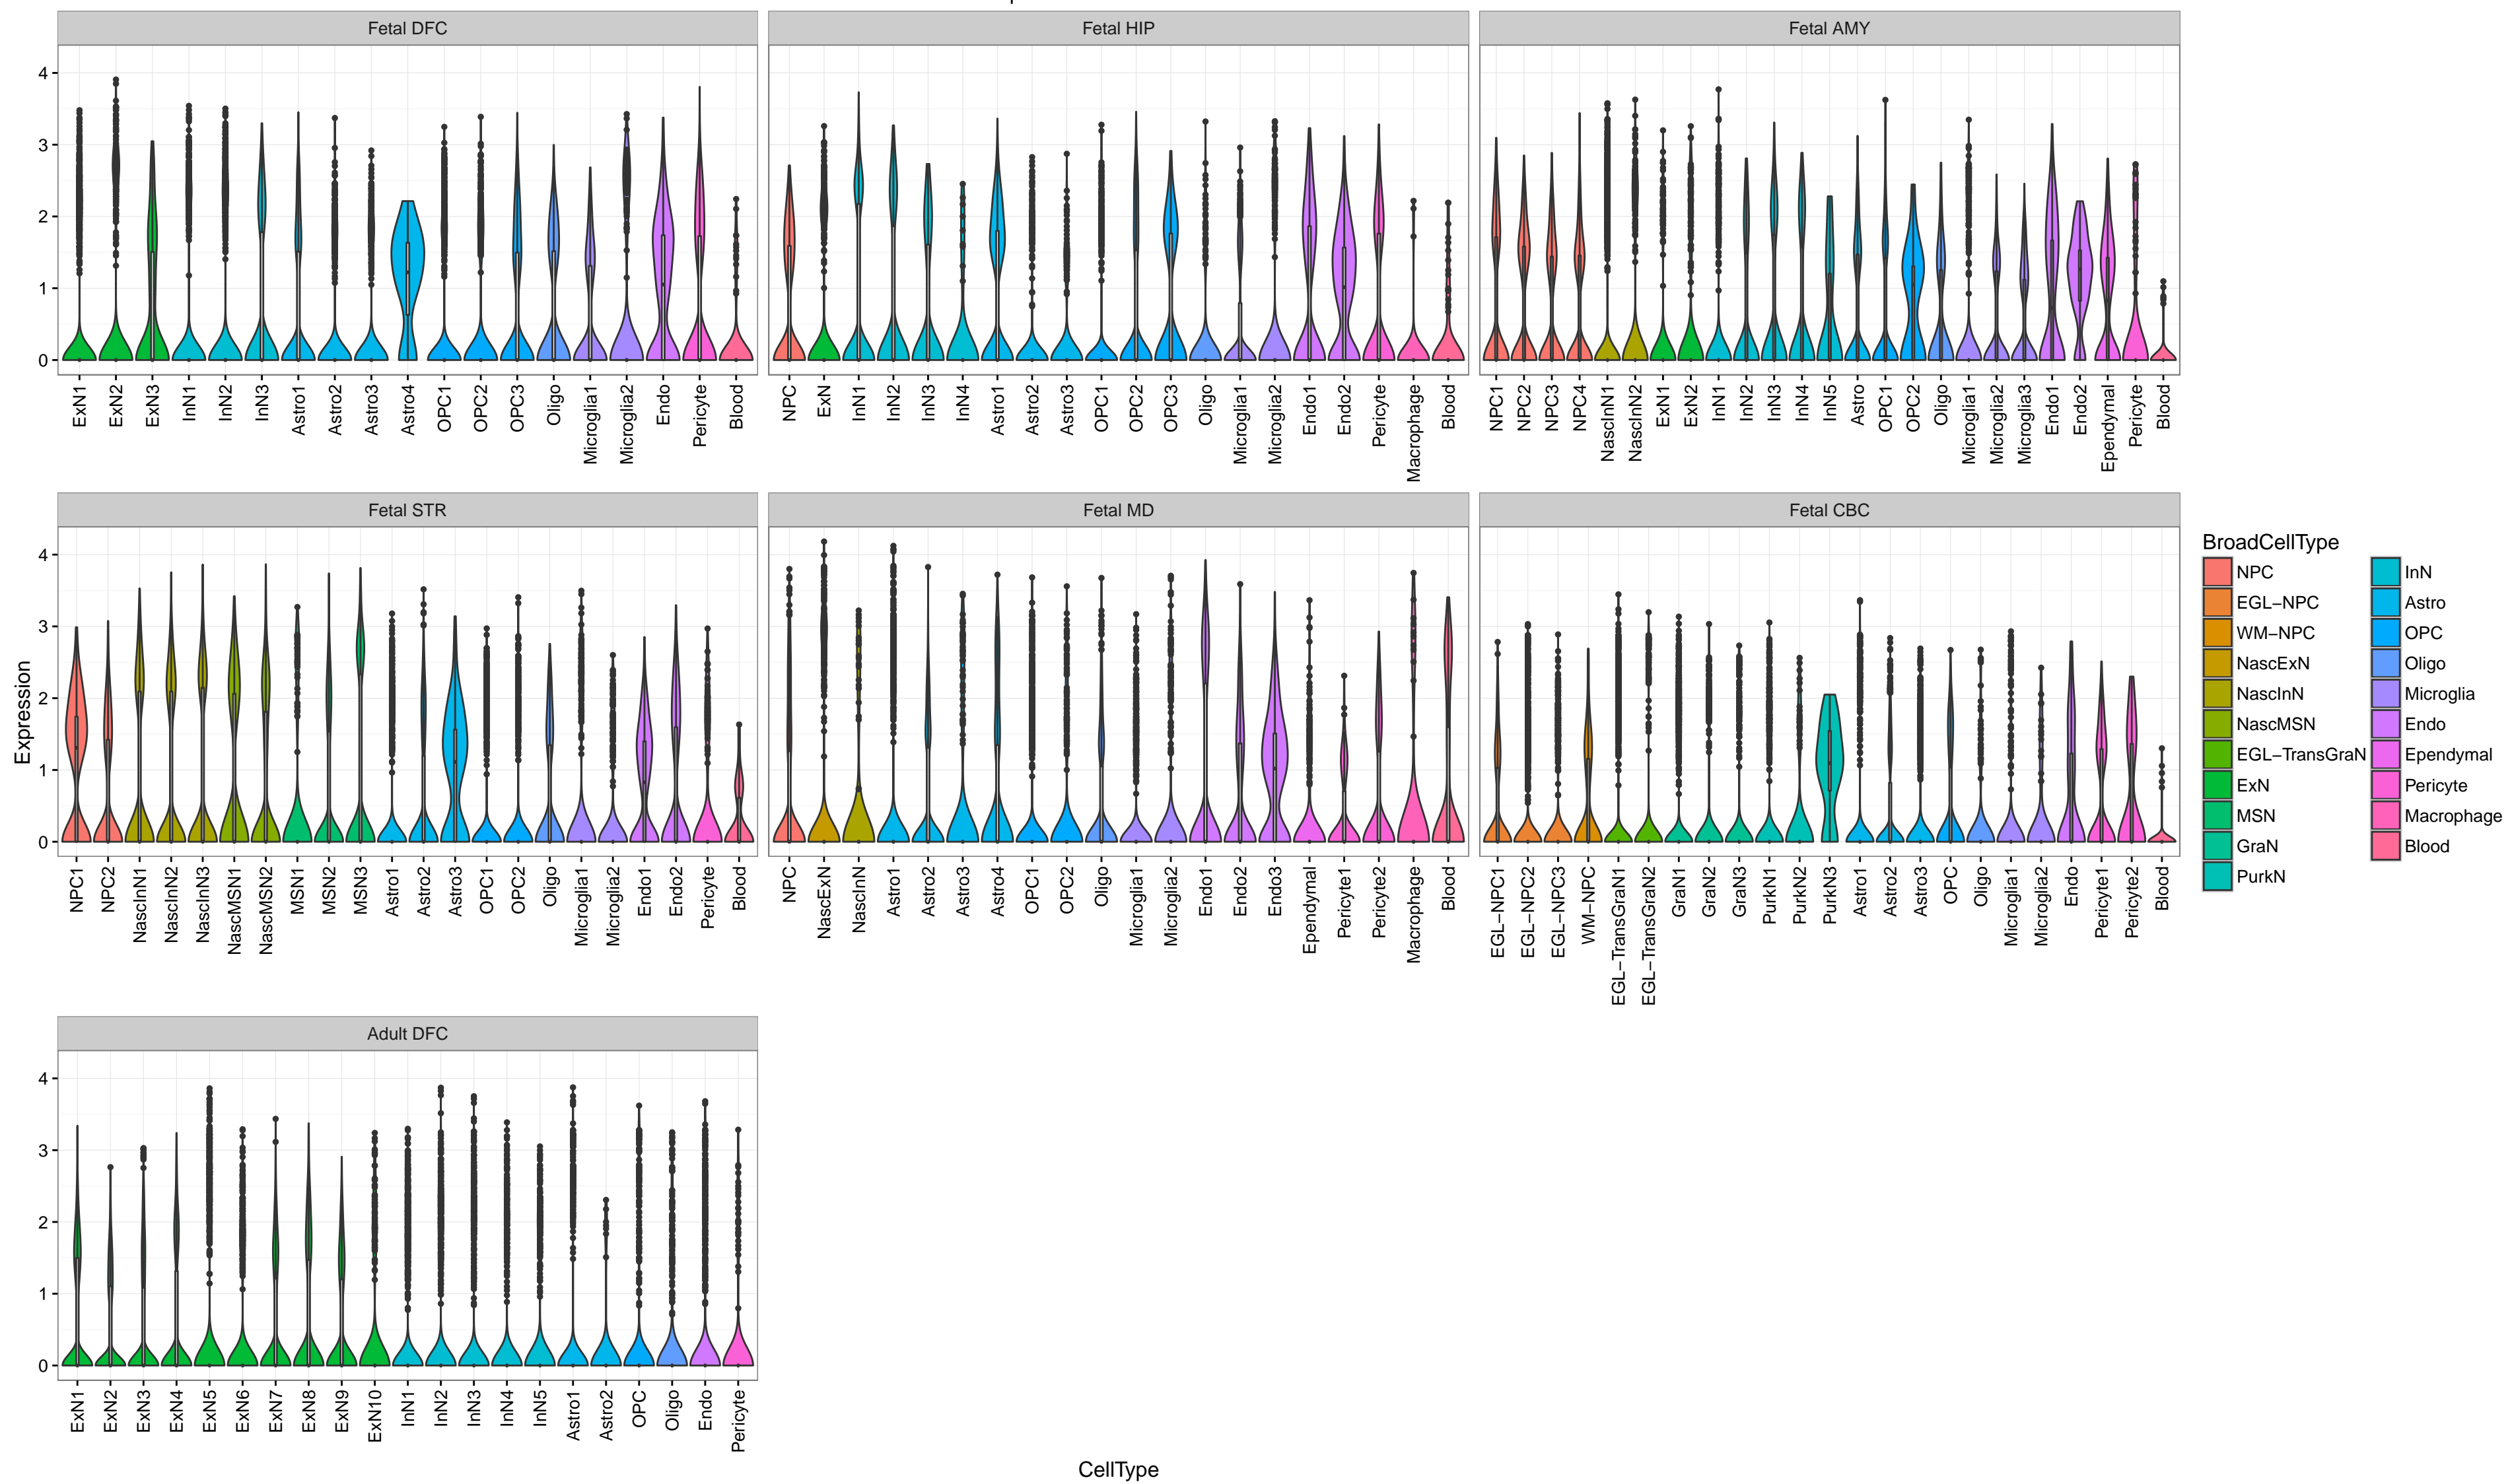 Fetal DFC
Fetal HIP
Fetal AMY
4
3
2
1
0
ExN1 ExN2 ExN3 InN1 InN2 InN3 Astro1 Astro2 Astro3 Astro4 OPC1 OPC2 OPC3 Oligo Microglia1 Microglia2 Endo Pericyte Blood
NPC ExN InN1 InN2 InN3 InN4 Astro1 Astro2 Astro3 OPC1 OPC2 OPC3 Oligo Microglia1 Microglia2 Endo1 Endo2 Pericyte Macrophage Blood
NPC1 NPC2 NPC3 NPC4 NascInN1 NascInN2 ExN1 ExN2 InN1 InN2 InN3 InN4 InN5 Astro OPC1 OPC2 Oligo Microglia1 Microglia2 Microglia3 Endo1 Endo2 Ependymal Pericyte Blood
Fetal STR
Fetal MD
Fetal CBC
4
3
2
1
0
Expression
NPC1 NPC2 NascInN1 NascInN2 NascInN3 NascMSN1 NascMSN2 MSN1 MSN2 MSN3 Astro1 Astro2 Astro3 OPC1 OPC2 Oligo Microglia1 Microglia2 Endo1 Endo2 Pericyte Blood
NPC NascExN NascInN Astro1 Astro2 Astro3 Astro4 OPC1 OPC2 Oligo Microglia1 Microglia2 Endo1 Endo2 Endo3 Ependymal Pericyte1 Pericyte2 Macrophage Blood
EGL−NPC1 EGL−NPC2 EGL−NPC3 WM−NPC EGL−TransGraN1 EGL−TransGraN2 GraN1 GraN2 GraN3 PurkN1 PurkN2 PurkN3 Astro1 Astro2 Astro3 OPC Oligo Microglia1 Microglia2 Endo Pericyte1 Pericyte2 Blood
BroadCellType
NPC
EGL−NPC
WM−NPC
NascExN
NascInN
NascMSN
EGL−TransGraN
ExN
MSN
GraN
PurkN
InN
Astro
OPC
Oligo
Microglia
Endo
Ependymal
Pericyte
Macrophage
Blood
Adult DFC
4
3
2
1
0
ExN1 ExN2 ExN3 ExN4 ExN5 ExN6 ExN7 ExN8 ExN9 ExN10 InN1 InN2 InN3 InN4 InN5 Astro1 Astro2 OPC Oligo Endo Pericyte
CellType